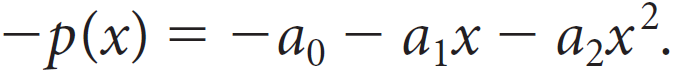 −p(x) = −a₀ − a₁x − a₂x².